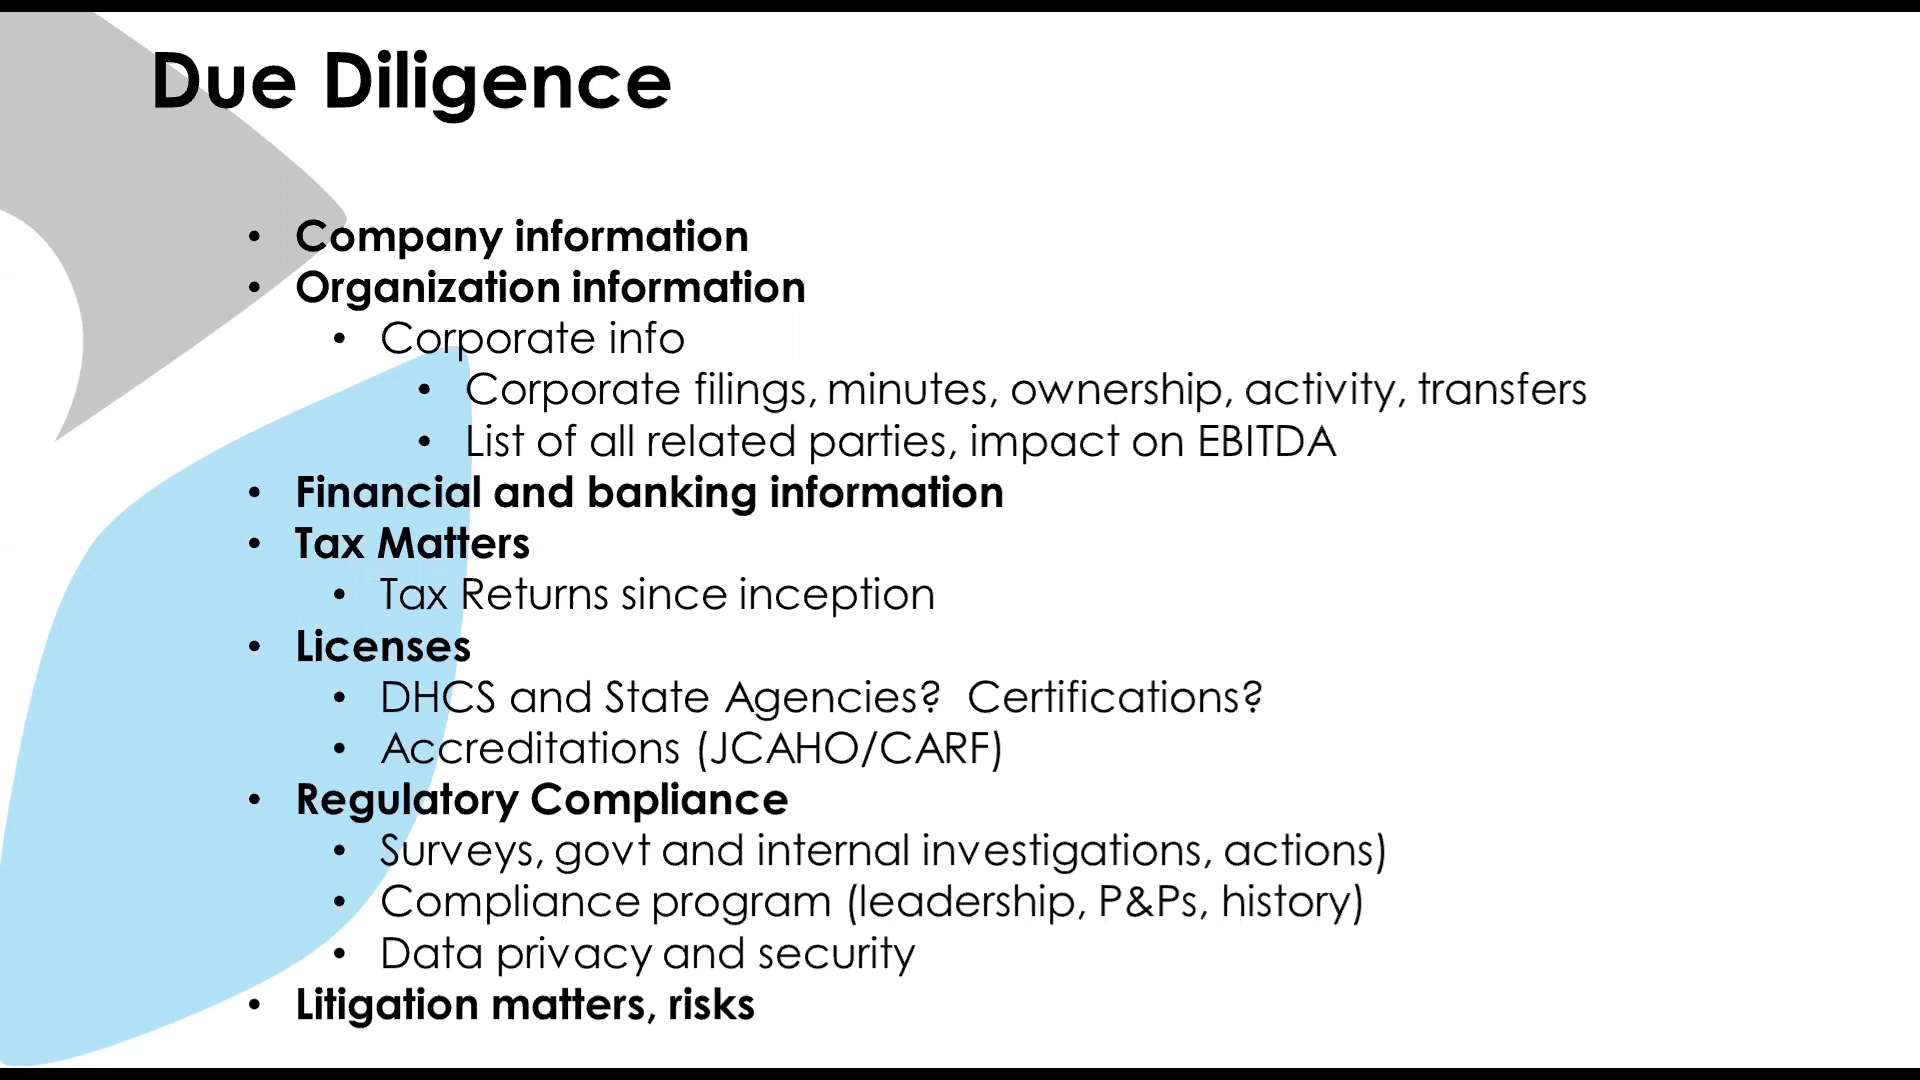 Due Diligence
• Company information
• Organization information
• Corporate info
• Corporate filings, minutes, ownership, activity, transfers
• List of all related parties, impact on EBITDA
• Financial and banking information
• Tax Matters
• Tax Returns since inception
• Licenses
• DHCS and State Agencies?  Certifications?
• Accreditations (JCAHO/CARF)
• Regulatory Compliance
• Surveys, govt and internal investigations, actions)
• Compliance program (leadership, P&Ps, history)
• Data privacy and security
• Litigation matters, risks